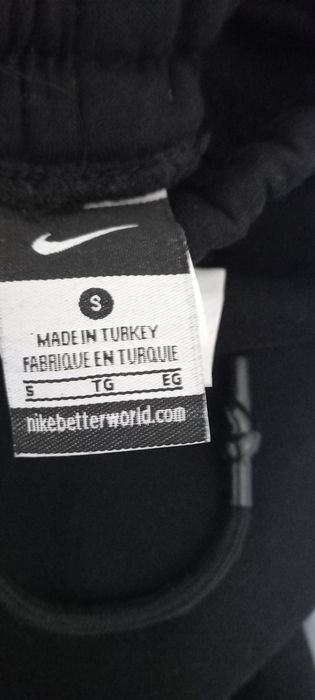 S
MADE IN TURKEY
FABRIQUE EN TURQUIE
S TG EG
nikebetterworld.com